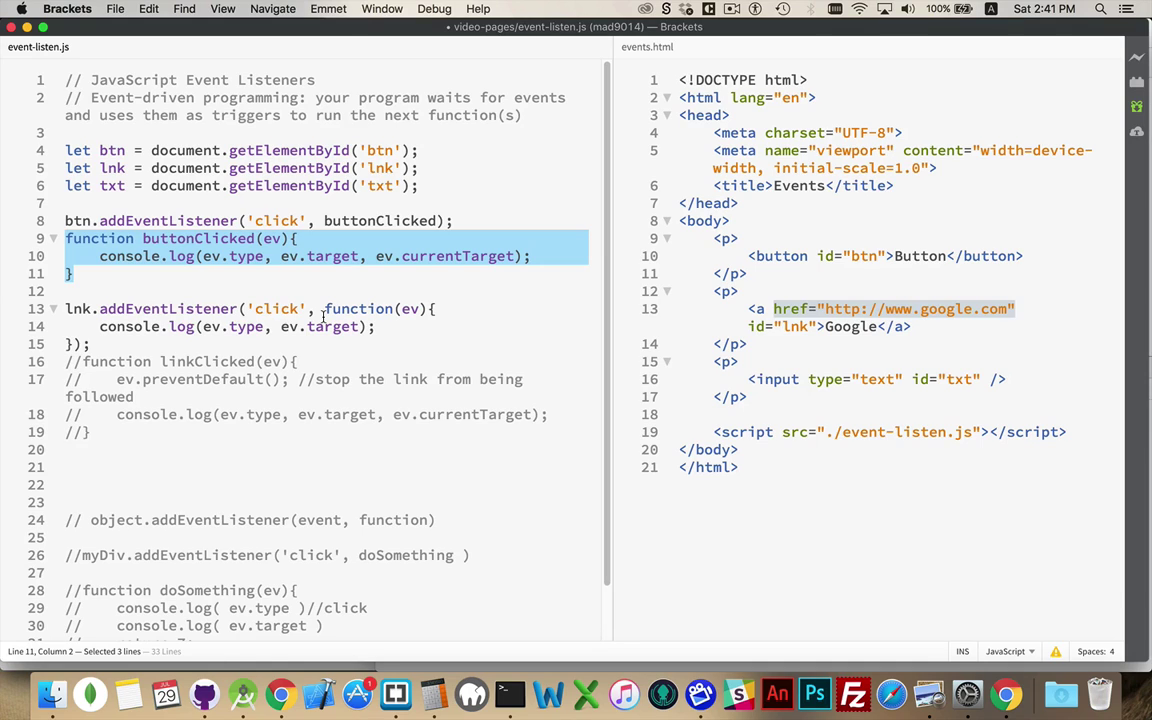 Brackets File Edit Find View Navigate Emmet Window Debug Help 100% A Sat 2:41 PM
• video-pages/event-listen.js (mad9014) — Brackets
event-listen.js
1 // JavaScript Event Listeners
2 // Event-driven programming: your program waits for events
and uses them as triggers to run the next function(s)
3
4 let btn = document.getElementById('btn');
5 let lnk = document.getElementById('lnk');
6 let txt = document.getElementById('txt');
7
8 btn.addEventListener('click', buttonClicked);
9 function buttonClicked(ev){
10 console.log(ev.type, ev.target, ev.currentTarget);
11 }
12
13 lnk.addEventListener('click', function(ev){
14 console.log(ev.type, ev.target);
15 });
16 //function linkClicked(ev){
17 // ev.preventDefault(); //stop the link from being
followed
18 // console.log(ev.type, ev.target, ev.currentTarget);
19 //}
20
21
22
23
24 // object.addEventListener(event, function)
25
26 //myDiv.addEventListener('click', doSomething )
27
28 //function doSomething(ev){
29 // console.log( ev.type )//click
30 // console.log( ev.target )
events.html
1 <!DOCTYPE html>
2 <html lang="en">
3 <head>
4 <meta charset="UTF-8">
5 <meta name="viewport" content="width=device-
width, initial-scale=1.0">
6 <title>Events</title>
7 </head>
8 <body>
9 <p>
10 <button id="btn">Button</button>
11 </p>
12 <p>
13 <a href="http://www.google.com"
id="lnk">Google</a>
14 </p>
15 <p>
16 <input type="text" id="txt" />
17 </p>
18
19 <script src="./event-listen.js"></script>
20 </body>
21 </html>
Line 11, Column 2 — Selected 3 lines — 33 Lines
INS JavaScript Spaces: 4
JUL 29 1 W X S An Ps Fz